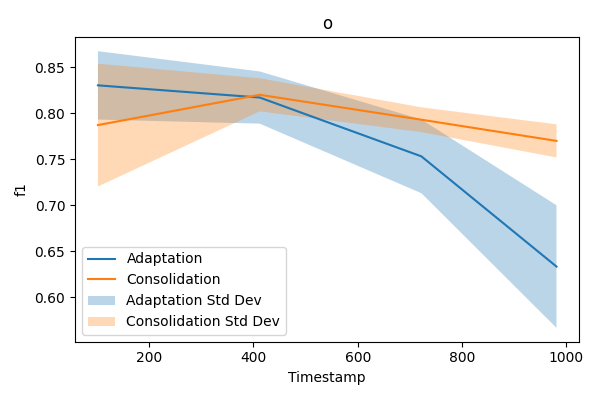 o
f1
0.85
0.80
0.75
0.70
0.65
0.60
Adaptation
Consolidation
Adaptation Std Dev
Consolidation Std Dev
200
400
600
800
1000
Timestamp